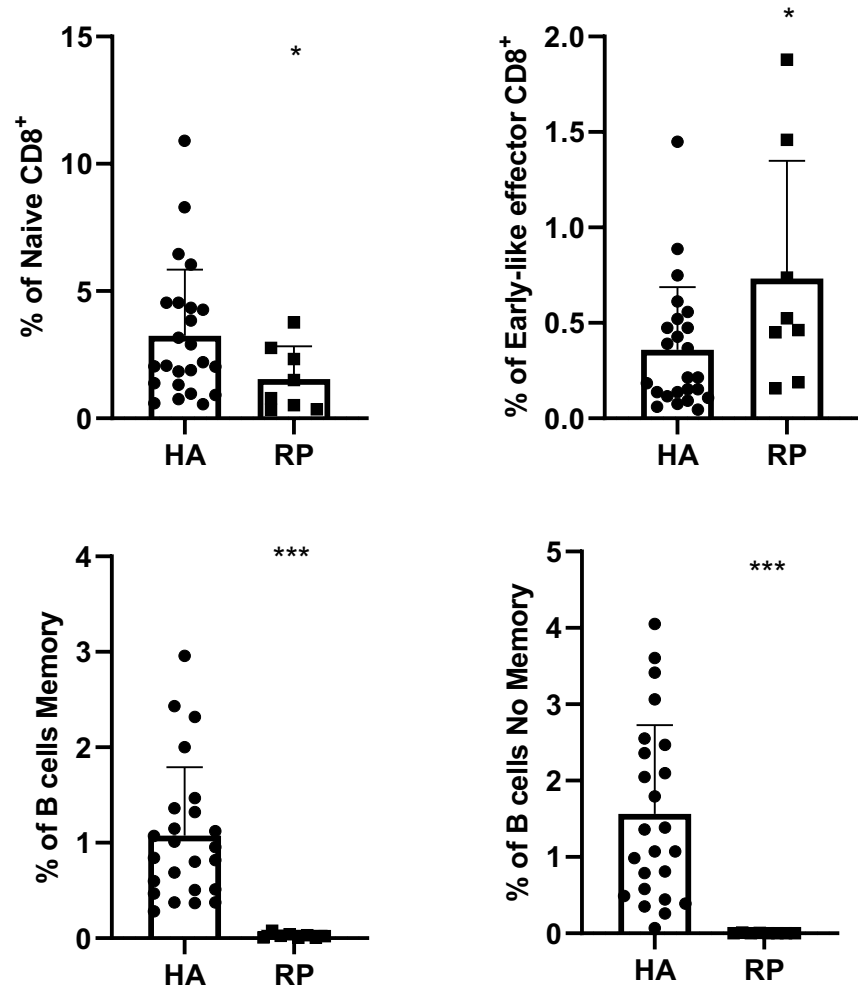 % of Naive CD8⁺
15
10
5
0
*
HA
RP
% of Early-like effector CD8⁺
2.0
1.5
1.0
0.5
0.0
*
HA
RP
% of B cells Memory
4
3
2
1
0
***
HA
RP
% of B cells No Memory
5
4
3
2
1
0
***
HA
RP